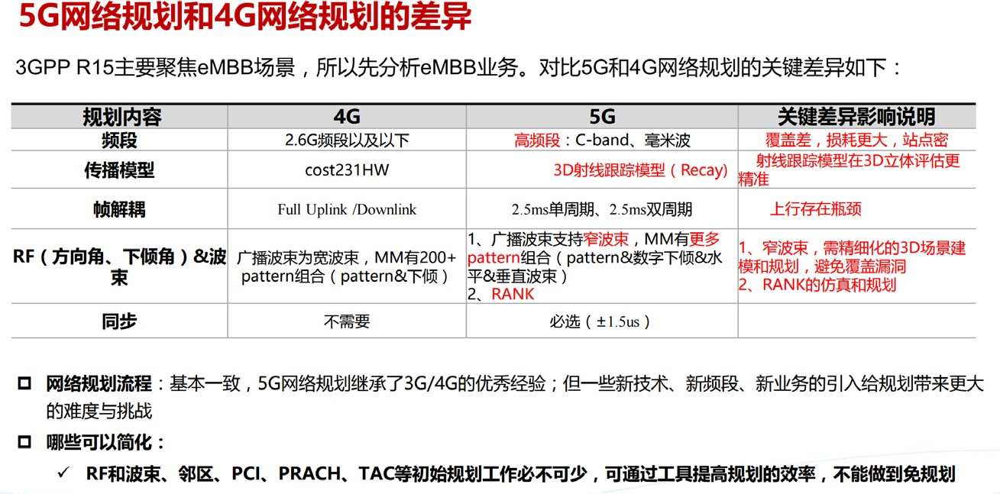 5G网络规划和4G网络规划的差异
3GPP R15主要聚焦eMBB场景，所以先分析eMBB业务。对比5G和4G网络规划的关键差异如下：
规划内容 4G 5G 关键差异影响说明
频段 2.6G频段以及以下 高频段：C-band、毫米波 覆盖差，损耗更大，站点密
传播模型 cost231HW 3D射线跟踪模型（Recay) 射线跟踪模型在3D立体评估更
精准
帧解耦 Full Uplink /Downlink 2.5ms单周期、2.5ms双周期 上行存在瓶颈
RF（方向角、下倾角）&波
束
广播波束为宽波束，MM有200+
pattern组合（pattern&下倾）
1、广播波束支持窄波束，MM有更多
pattern组合（pattern&数字下倾&水
平&垂直波束）
2、RANK
1、窄波束，需精细化的3D场景建
模和规划，避免覆盖漏洞
2、RANK的仿真和规划
同步 不需要 必选（±1.5us）
网络规划流程：基本一致，5G网络规划继承了3G/4G的优秀经验；但一些新技术、新频段、新业务的引入给规划带来更大
的难度与挑战
哪些可以简化：
✓ RF和波束、邻区、PCI、PRACH、TAC等初始规划工作必不可少，可通过工具提高规划的效率，不能做到免规划